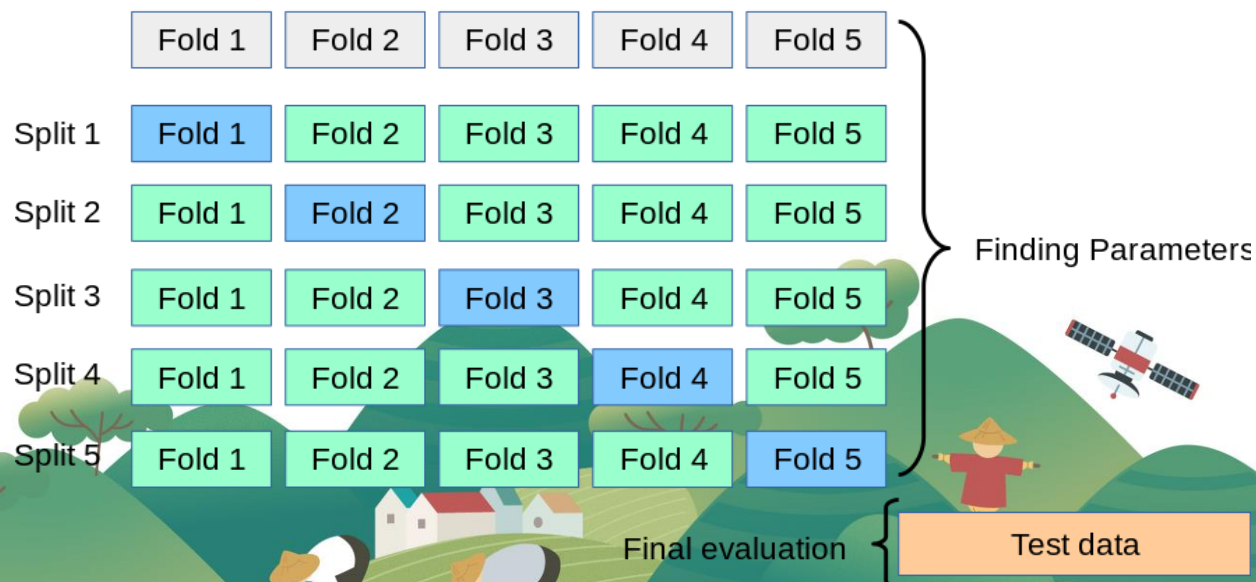 Fold 1 Fold 2 Fold 3 Fold 4 Fold 5
Split 1 Fold 1 Fold 2 Fold 3 Fold 4 Fold 5
Split 2 Fold 1 Fold 2 Fold 3 Fold 4 Fold 5
Finding Parameters
Split 3 Fold 1 Fold 2 Fold 3 Fold 4 Fold 5
Split 4 Fold 1 Fold 2 Fold 3 Fold 4 Fold 5
Split 5 Fold 1 Fold 2 Fold 3 Fold 4 Fold 5
Final evaluation Test data